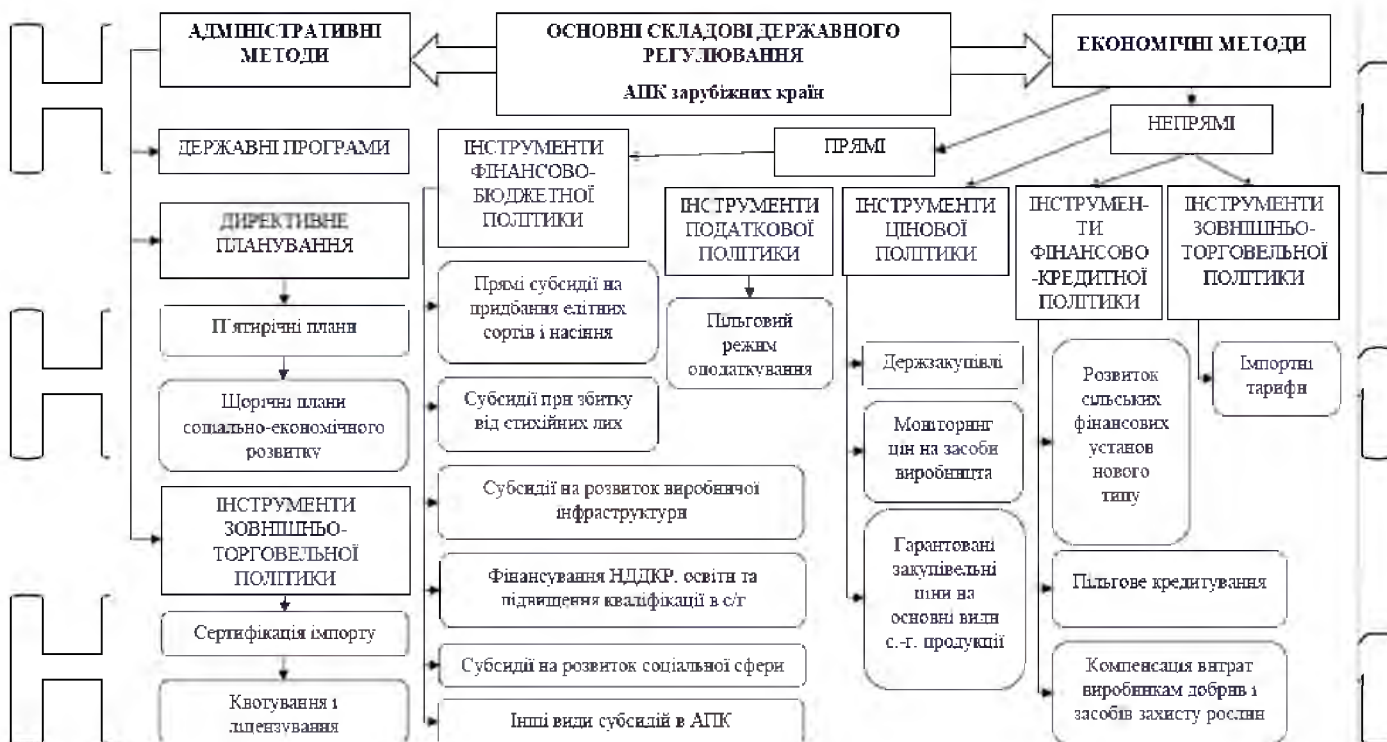 АДМІНІСТРАТИВНІ
МЕТОДИ
ОСНОВНІ СКЛАДОВІ ДЕРЖАВНОГО
РЕГУЛЮВАННЯ
АПК зарубіжних країн
ЕКОНОМІЧНІ МЕТОДИ
НЕПРЯМІ
ПРЯМІ
ДЕРЖАВНІ ПРОГРАМИ
ДИРЕКТИВНЕ
ПЛАНУВАННЯ
П'ятирічні плани
Щорічні плани
соціально-економічного
розвитку
ІНСТРУМЕНТИ
ЗОВНІШНЬО-
ТОРГОВЕЛЬНОЇ
ПОЛІТИКИ
Сертифікація імпорту
Квотування і
ліцензування
ІНСТРУМЕНТИ
ФІНАНСОВО-
БЮДЖЕТНОЇ
ПОЛІТИКИ
Прямі субсидії на
придбання елітних
сортів і насіння
Субсидії при збитку
від стихійних лих
Субсидії на розвиток виробничої
інфраструктури
Фінансування НДДКР. освіти та
підвищення кваліфікації в с/г
Субсидії на розвиток соціальної сфери
Інші види субсидій в АПК
ІНСТРУМЕНТИ
ПОДАТКОВОЇ
ПОЛІТИКИ
Пільговий
режим
оподаткування
ІНСТРУМЕНТИ
ЦІНОВОЇ
ПОЛІТИКИ
Держзакупівлі
Моніторинг
цін на засоби
виробництва
Гарантовані
закупівельні
ціни на
основні види
с.-г. продукції
ІНСТРУМЕН-
ТИ
ФІНАНСОВО
-КРЕДИТНОЇ
ПОЛІТИКИ
Розвиток
сільських
фінансових
установ
нового
типу
Пільгове кредитування
Компенсація витрат
виробникам добрив і
засобів захисту рослин
ІНСТРУМЕНТИ
ЗОВНІШНЬО-
ТОРГОВЕЛЬНОЇ
ПОЛІТИКИ
Імпортні
тарифи